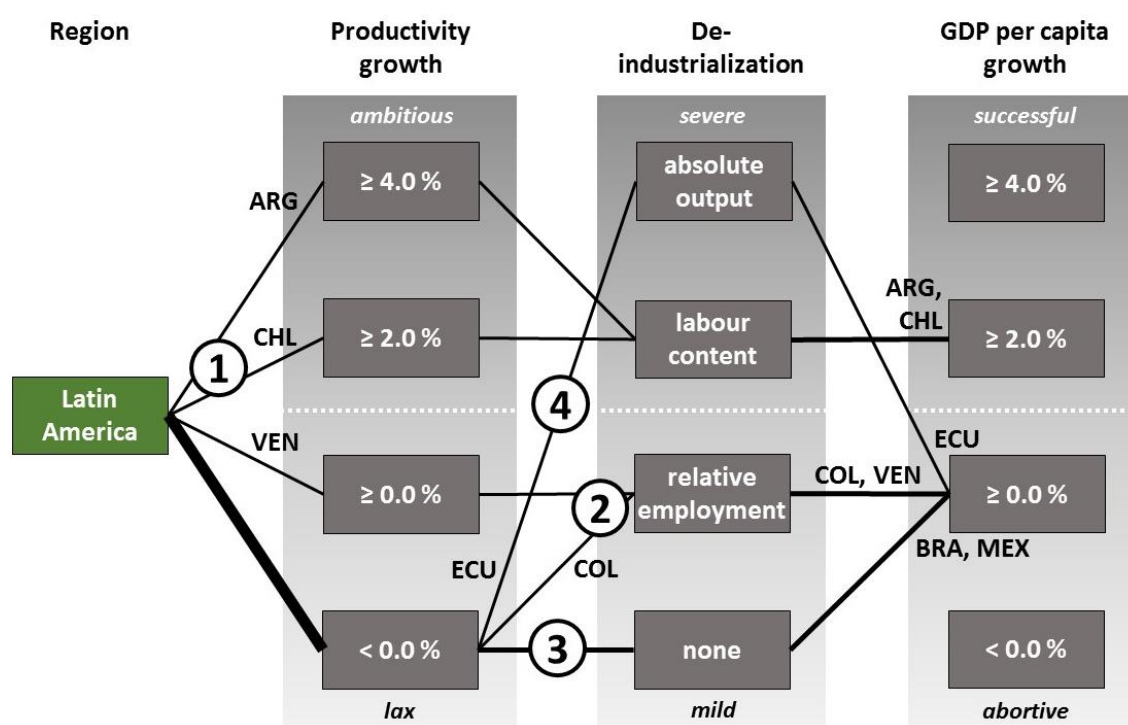 Region
Productivity
growth
De-
industrialization
GDP per capita
growth
ambitious
severe
successful
≥ 4.0 %
absolute
output
≥ 4.0 %
ARG
ARG,
CHL
CHL
≥ 2.0 %
labour
content
≥ 2.0 %
1
4
Latin
America
VEN
≥ 0.0 %
2
relative
employment
COL, VEN
ECU
≥ 0.0 %
ECU
COL
BRA, MEX
< 0.0 %
3
none
< 0.0 %
lax
mild
abortive